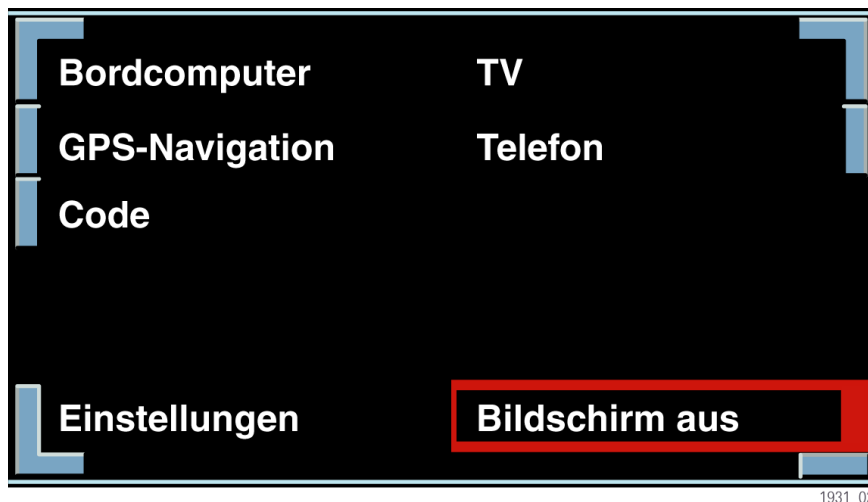 Bordcomputer TV
GPS-Navigation Telefon
Code
Einstellungen Bildschirm aus